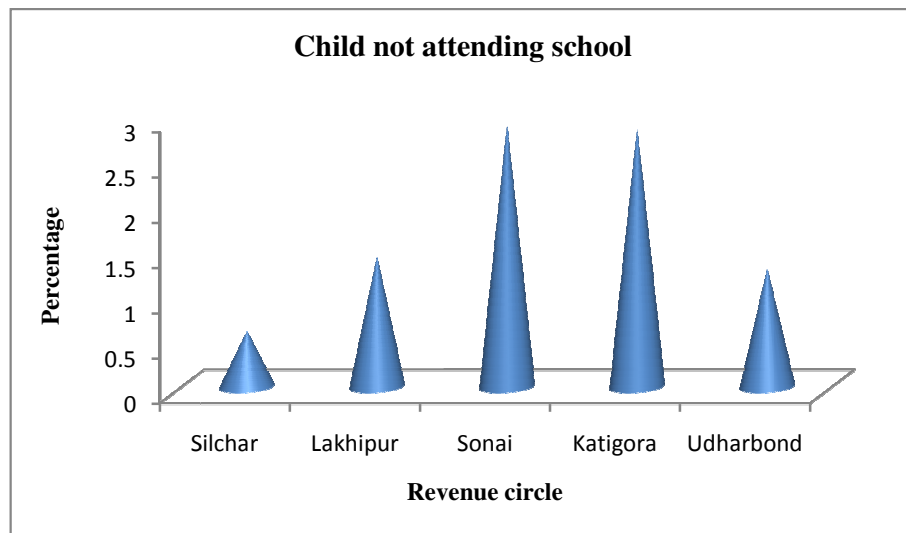 Child not attending school
3
2.5
2
1.5
1
0.5
0
Percentage
Silchar Lakhipur Sonai Katigora Udharbond
Revenue circle